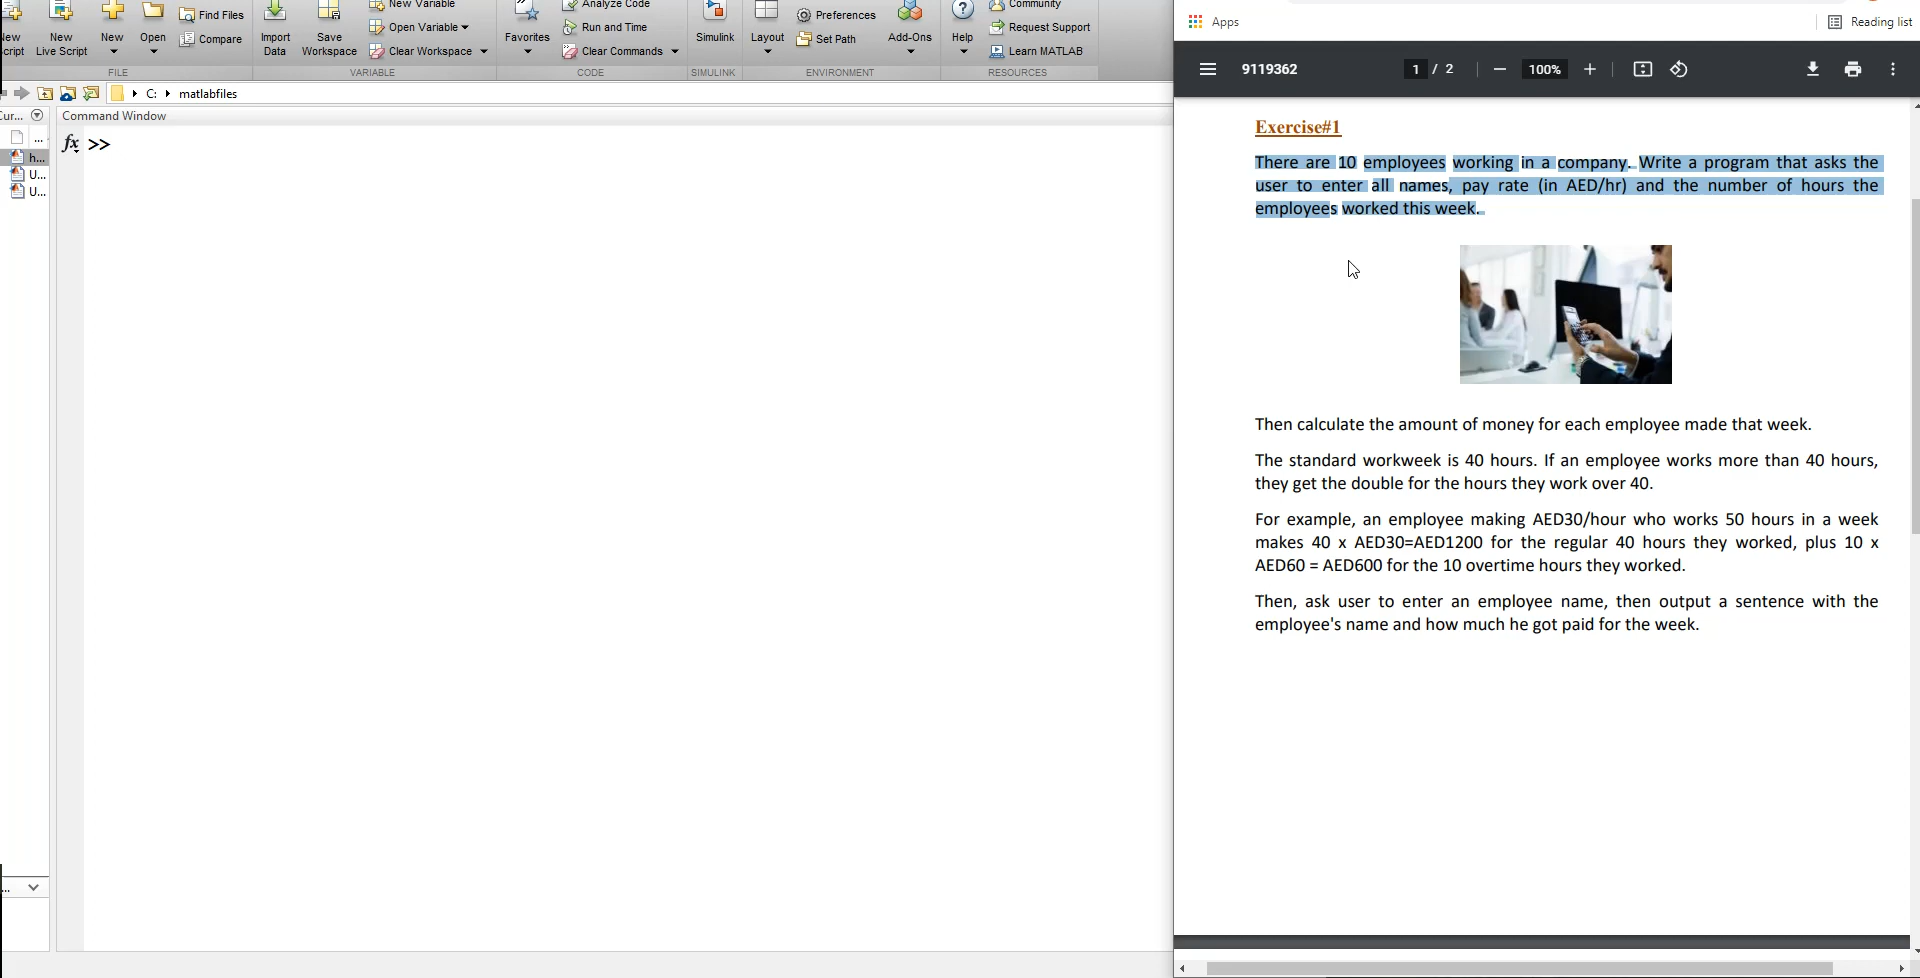 New Variable
Analyze Code
Community
Find Files
Preferences
Request Support
New
New
New
Open
Import
Save
Open Variable
Favorites
Run and Time
Simulink
Layout
Set Path
Add-Ons
Help
Script
Live Script
Compare
Data
Workspace
Clear Workspace
Clear Commands
Learn MATLAB
FILE
VARIABLE
CODE
SIMULINK
ENVIRONMENT
RESOURCES
C: matlabfiles
Cur...
Command Window
...
h...
U...
U...
fx >>
...
Apps
Reading list
9119362
1 / 2
100%
Exercise#1
There are 10 employees working in a company. Write a program that asks the
user to enter all names, pay rate (in AED/hr) and the number of hours the
employees worked this week.
Then calculate the amount of money for each employee made that week.
The standard workweek is 40 hours. If an employee works more than 40 hours,
they get the double for the hours they work over 40.
For example, an employee making AED30/hour who works 50 hours in a week
makes 40 x AED30=AED1200 for the regular 40 hours they worked, plus 10 x
AED60 = AED600 for the 10 overtime hours they worked.
Then, ask user to enter an employee name, then output a sentence with the
employee's name and how much he got paid for the week.